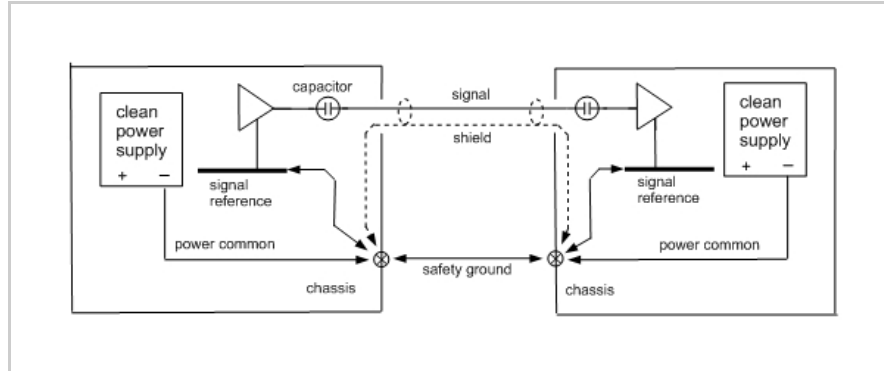 capacitor
signal
clean
power
supply
+ −
shield
clean
power
supply
+ −
signal
reference
signal
reference
power common
power common
safety ground
chassis
chassis